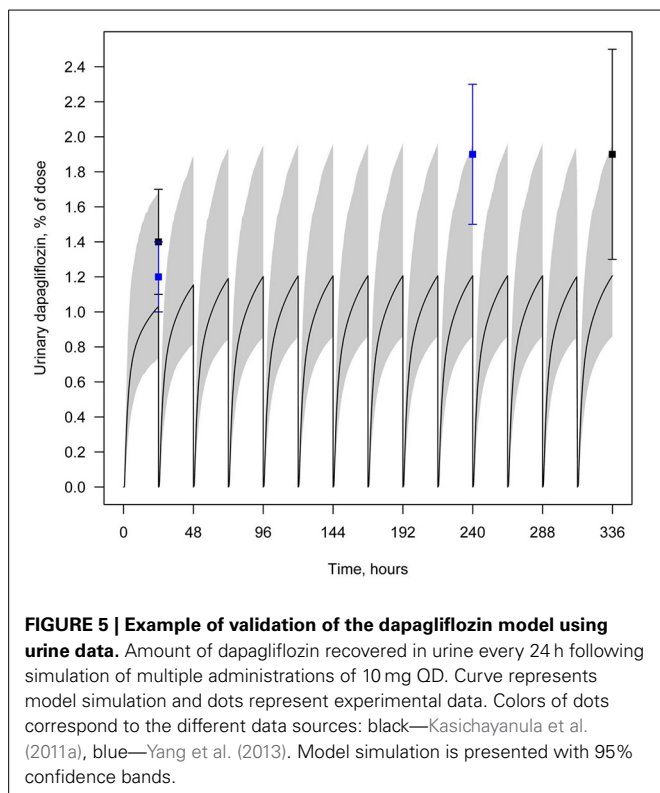 2.4
2.2
2.0
1.8
1.6
1.4
1.2
1.0
0.8
0.6
0.4
0.2
0.0
Urinary dapagliflozin, % of dose
0 48 96 144 192 240 288 336
Time, hours
FIGURE 5 | Example of validation of the dapagliflozin model using
urine data. Amount of dapagliflozin recovered in urine every 24 h following
simulation of multiple administrations of 10 mg QD. Curve represents
model simulation and dots represent experimental data. Colors of dots
correspond to the different data sources: black—Kasichayanula et al.
(2011a), blue—Yang et al. (2013). Model simulation is presented with 95%
confidence bands.